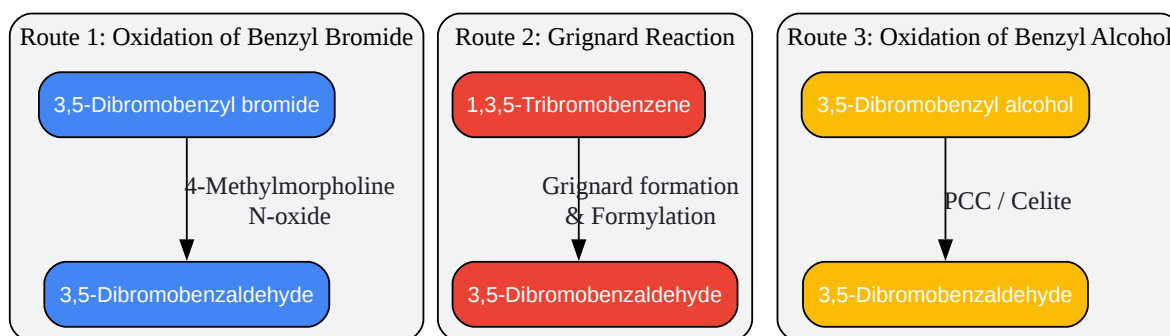 Route 1: Oxidation of Benzyl Bromide
3,5-Dibromobenzyl bromide
4-Methylmorpholine
N-oxide
3,5-Dibromobenzaldehyde
Route 2: Grignard Reaction
1,3,5-Tribromobenzene
Grignard formation
& Formylation
3,5-Dibromobenzaldehyde
Route 3: Oxidation of Benzyl Alcohol
3,5-Dibromobenzyl alcohol
PCC / Celite
3,5-Dibromobenzaldehyde